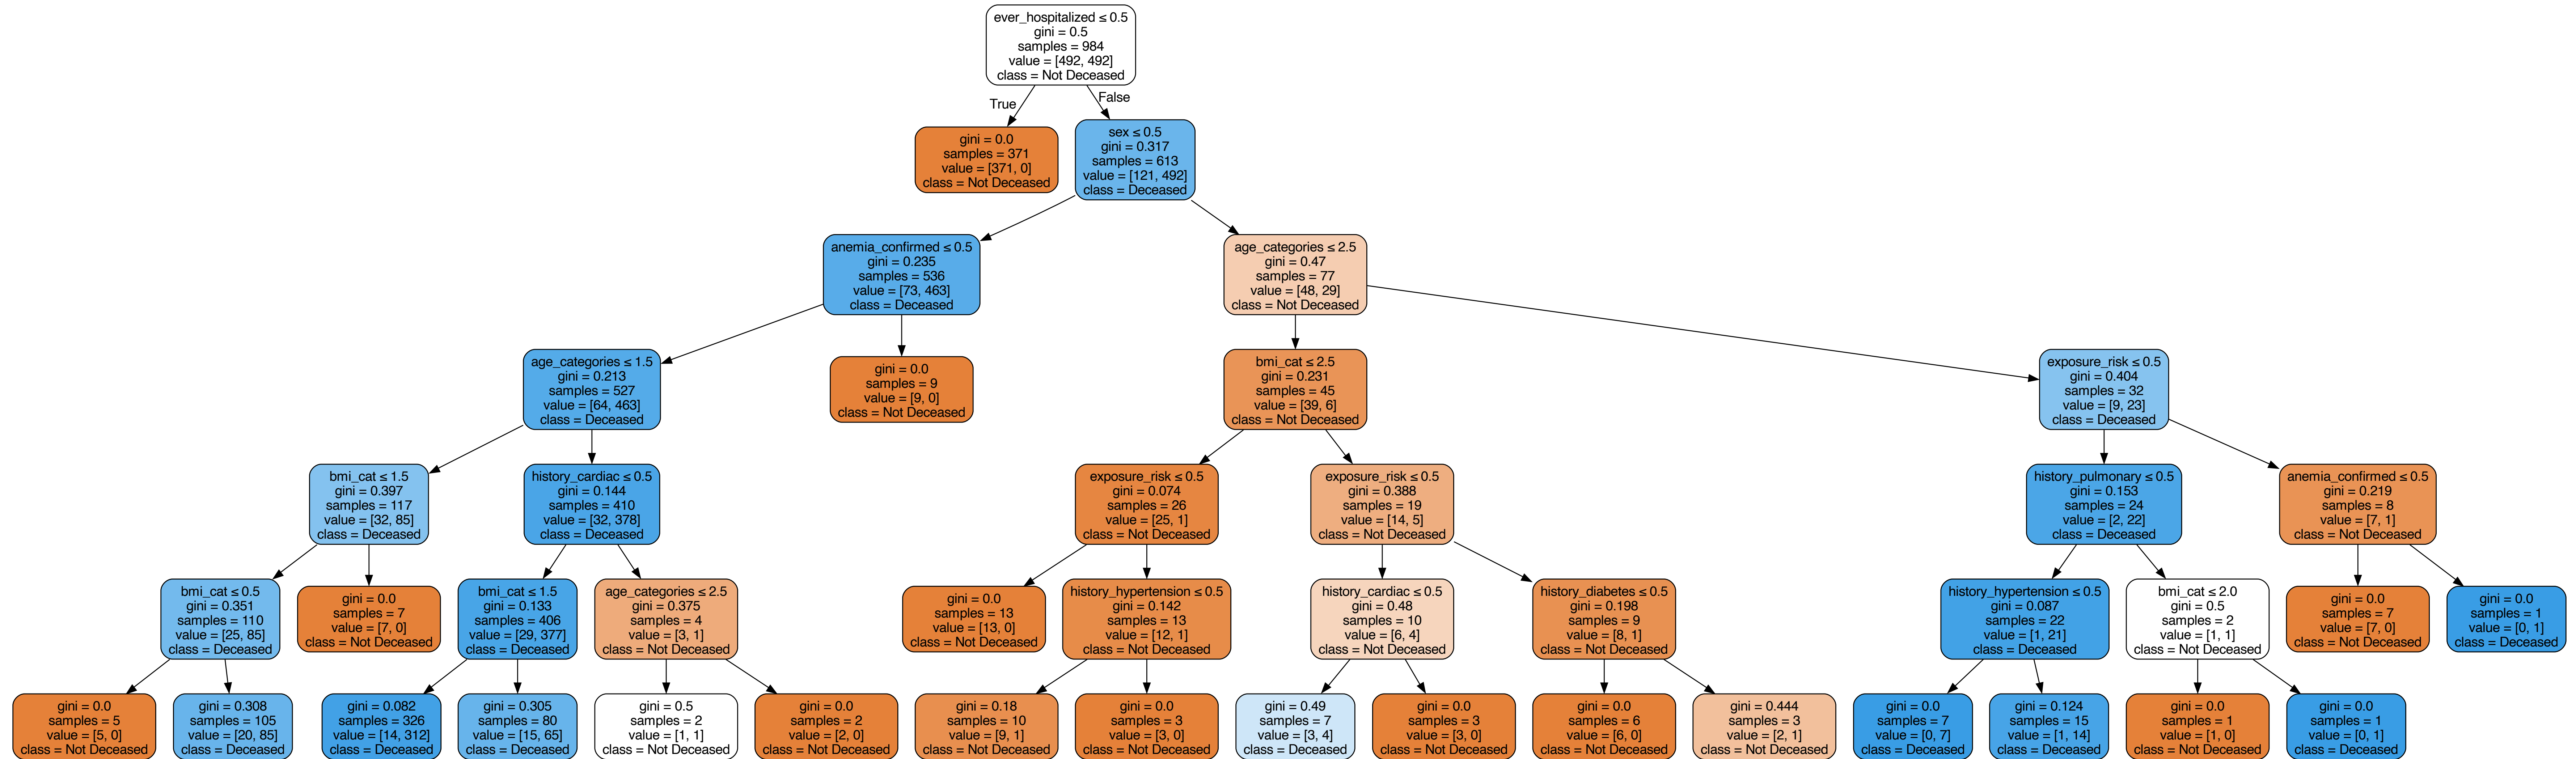 ever_hospitalized ≤ 0.5
gini = 0.5
samples = 984
value = [492, 492]
class = Not Deceased
True
False
gini = 0.0
samples = 371
value = [371, 0]
class = Not Deceased
sex ≤ 0.5
gini = 0.317
samples = 613
value = [121, 492]
class = Deceased
anemia_confirmed ≤ 0.5
gini = 0.235
samples = 536
value = [73, 463]
class = Deceased
age_categories ≤ 2.5
gini = 0.47
samples = 77
value = [48, 29]
class = Not Deceased
age_categories ≤ 1.5
gini = 0.213
samples = 527
value = [64, 463]
class = Deceased
gini = 0.0
samples = 9
value = [9, 0]
class = Not Deceased
bmi_cat ≤ 2.5
gini = 0.231
samples = 45
value = [39, 6]
class = Not Deceased
exposure_risk ≤ 0.5
gini = 0.404
samples = 32
value = [9, 23]
class = Deceased
bmi_cat ≤ 1.5
gini = 0.397
samples = 117
value = [32, 85]
class = Deceased
history_cardiac ≤ 0.5
gini = 0.144
samples = 410
value = [32, 378]
class = Deceased
exposure_risk ≤ 0.5
gini = 0.074
samples = 26
value = [25, 1]
class = Not Deceased
exposure_risk ≤ 0.5
gini = 0.388
samples = 19
value = [14, 5]
class = Not Deceased
history_pulmonary ≤ 0.5
gini = 0.153
samples = 24
value = [2, 22]
class = Deceased
anemia_confirmed ≤ 0.5
gini = 0.219
samples = 8
value = [7, 1]
class = Not Deceased
bmi_cat ≤ 0.5
gini = 0.351
samples = 110
value = [25, 85]
class = Deceased
gini = 0.0
samples = 7
value = [7, 0]
class = Not Deceased
bmi_cat ≤ 1.5
gini = 0.133
samples = 406
value = [29, 377]
class = Deceased
age_categories ≤ 2.5
gini = 0.375
samples = 4
value = [3, 1]
class = Not Deceased
gini = 0.0
samples = 13
value = [13, 0]
class = Not Deceased
history_hypertension ≤ 0.5
gini = 0.142
samples = 13
value = [12, 1]
class = Not Deceased
history_cardiac ≤ 0.5
gini = 0.48
samples = 10
value = [6, 4]
class = Not Deceased
history_diabetes ≤ 0.5
gini = 0.198
samples = 9
value = [8, 1]
class = Not Deceased
history_hypertension ≤ 0.5
gini = 0.087
samples = 22
value = [1, 21]
class = Deceased
bmi_cat ≤ 2.0
gini = 0.5
samples = 2
value = [1, 1]
class = Not Deceased
gini = 0.0
samples = 7
value = [7, 0]
class = Not Deceased
gini = 0.0
samples = 1
value = [0, 1]
class = Deceased
gini = 0.0
samples = 5
value = [5, 0]
class = Not Deceased
gini = 0.308
samples = 105
value = [20, 85]
class = Deceased
gini = 0.082
samples = 326
value = [14, 312]
class = Deceased
gini = 0.305
samples = 80
value = [15, 65]
class = Deceased
gini = 0.5
samples = 2
value = [1, 1]
class = Not Deceased
gini = 0.0
samples = 2
value = [2, 0]
class = Not Deceased
gini = 0.18
samples = 10
value = [9, 1]
class = Not Deceased
gini = 0.0
samples = 3
value = [3, 0]
class = Not Deceased
gini = 0.49
samples = 7
value = [3, 4]
class = Deceased
gini = 0.0
samples = 3
value = [3, 0]
class = Not Deceased
gini = 0.0
samples = 6
value = [6, 0]
class = Not Deceased
gini = 0.444
samples = 3
value = [2, 1]
class = Not Deceased
gini = 0.0
samples = 7
value = [0, 7]
class = Deceased
gini = 0.124
samples = 15
value = [1, 14]
class = Deceased
gini = 0.0
samples = 1
value = [1, 0]
class = Not Deceased
gini = 0.0
samples = 1
value = [0, 1]
class = Deceased